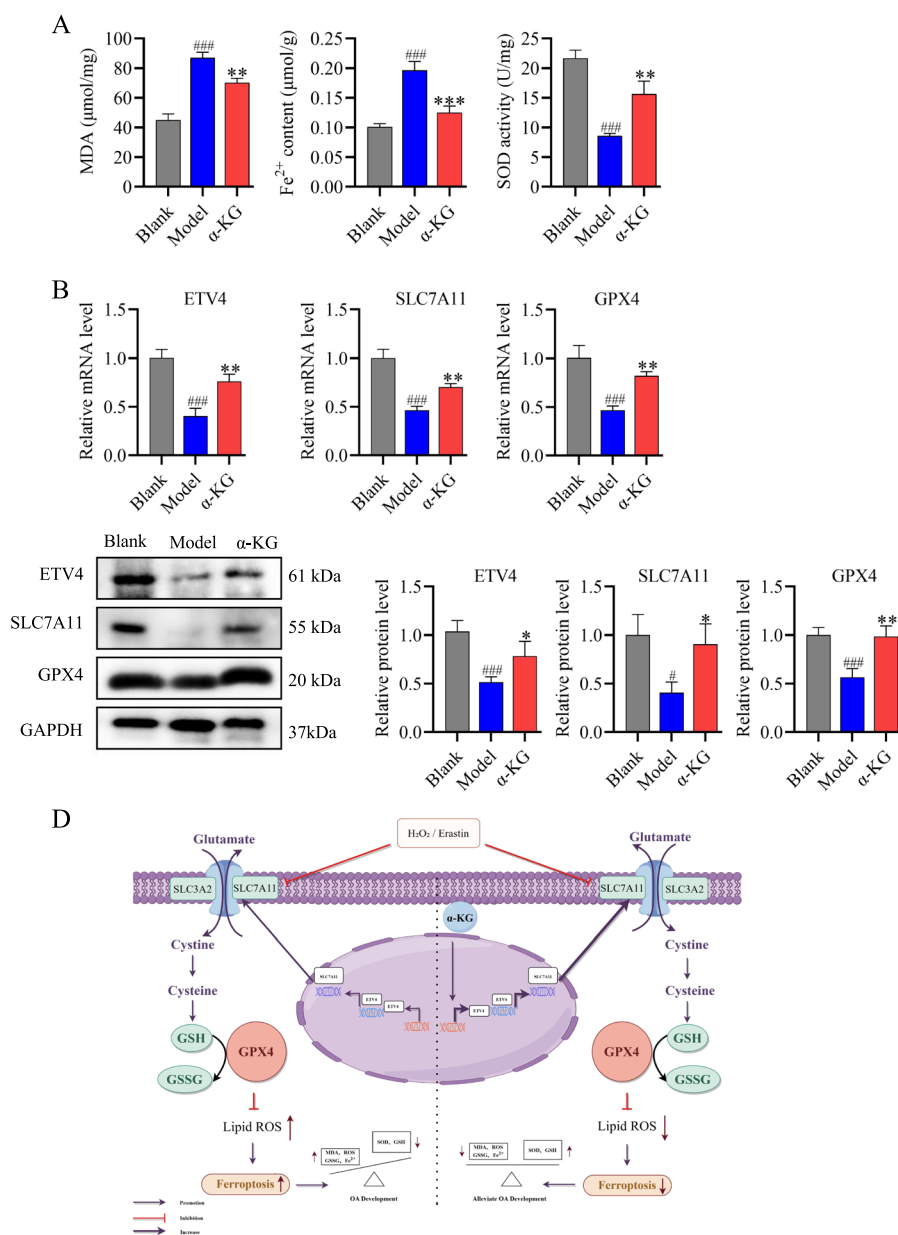 A
MDA (μmol/mg)
100
80
60
40
20
0
###
**
Blank
Model
α-KG
Fe2+ content (μmol/g)
0.25
0.20
0.15
0.10
0.05
0.00
###
***
Blank
Model
α-KG
SOD activity (U/mg)
25
20
15
10
5
0
###
**
Blank
Model
α-KG
B
ETV4
Relative mRNA level
1.5
1.0
0.5
0.0
###
**
Blank
Model
α-KG
SLC7A11
Relative mRNA level
1.5
1.0
0.5
0.0
###
**
Blank
Model
α-KG
GPX4
Relative mRNA level
1.5
1.0
0.5
0.0
###
**
Blank
Model
α-KG
Blank Model α-KG
ETV4 61 kDa
SLC7A11 55 kDa
GPX4 20 kDa
GAPDH 37kDa
ETV4
Relative protein level
1.5
1.0
0.5
0.0
###
*
Blank
Model
α-KG
SLC7A11
Relative protein level
1.5
1.0
0.5
0.0
#
*
Blank
Model
α-KG
GPX4
Relative protein level
1.5
1.0
0.5
0.0
###
**
Blank
Model
α-KG
D
H₂O₂ / Erastin
Glutamate
SLC3A2
SLC7A11
Cystine
Cysteine
GSH
GPX4
GSSG
Lipid ROS
Ferroptosis
SLC7A11
ETV4
ETV4
MDA, ROS
GSSG, Fe²⁺
SOD, GSH
OA Development
α-KG
SLC7A11
ETV4
ETV4
Glutamate
SLC7A11
SLC3A2
Cystine
Cysteine
GSH
GPX4
GSSG
Lipid ROS
Ferroptosis
MDA, ROS
GSSG, Fe²⁺
SOD, GSH
Alleviate OA Development
Promotion
Inhibition
Increase